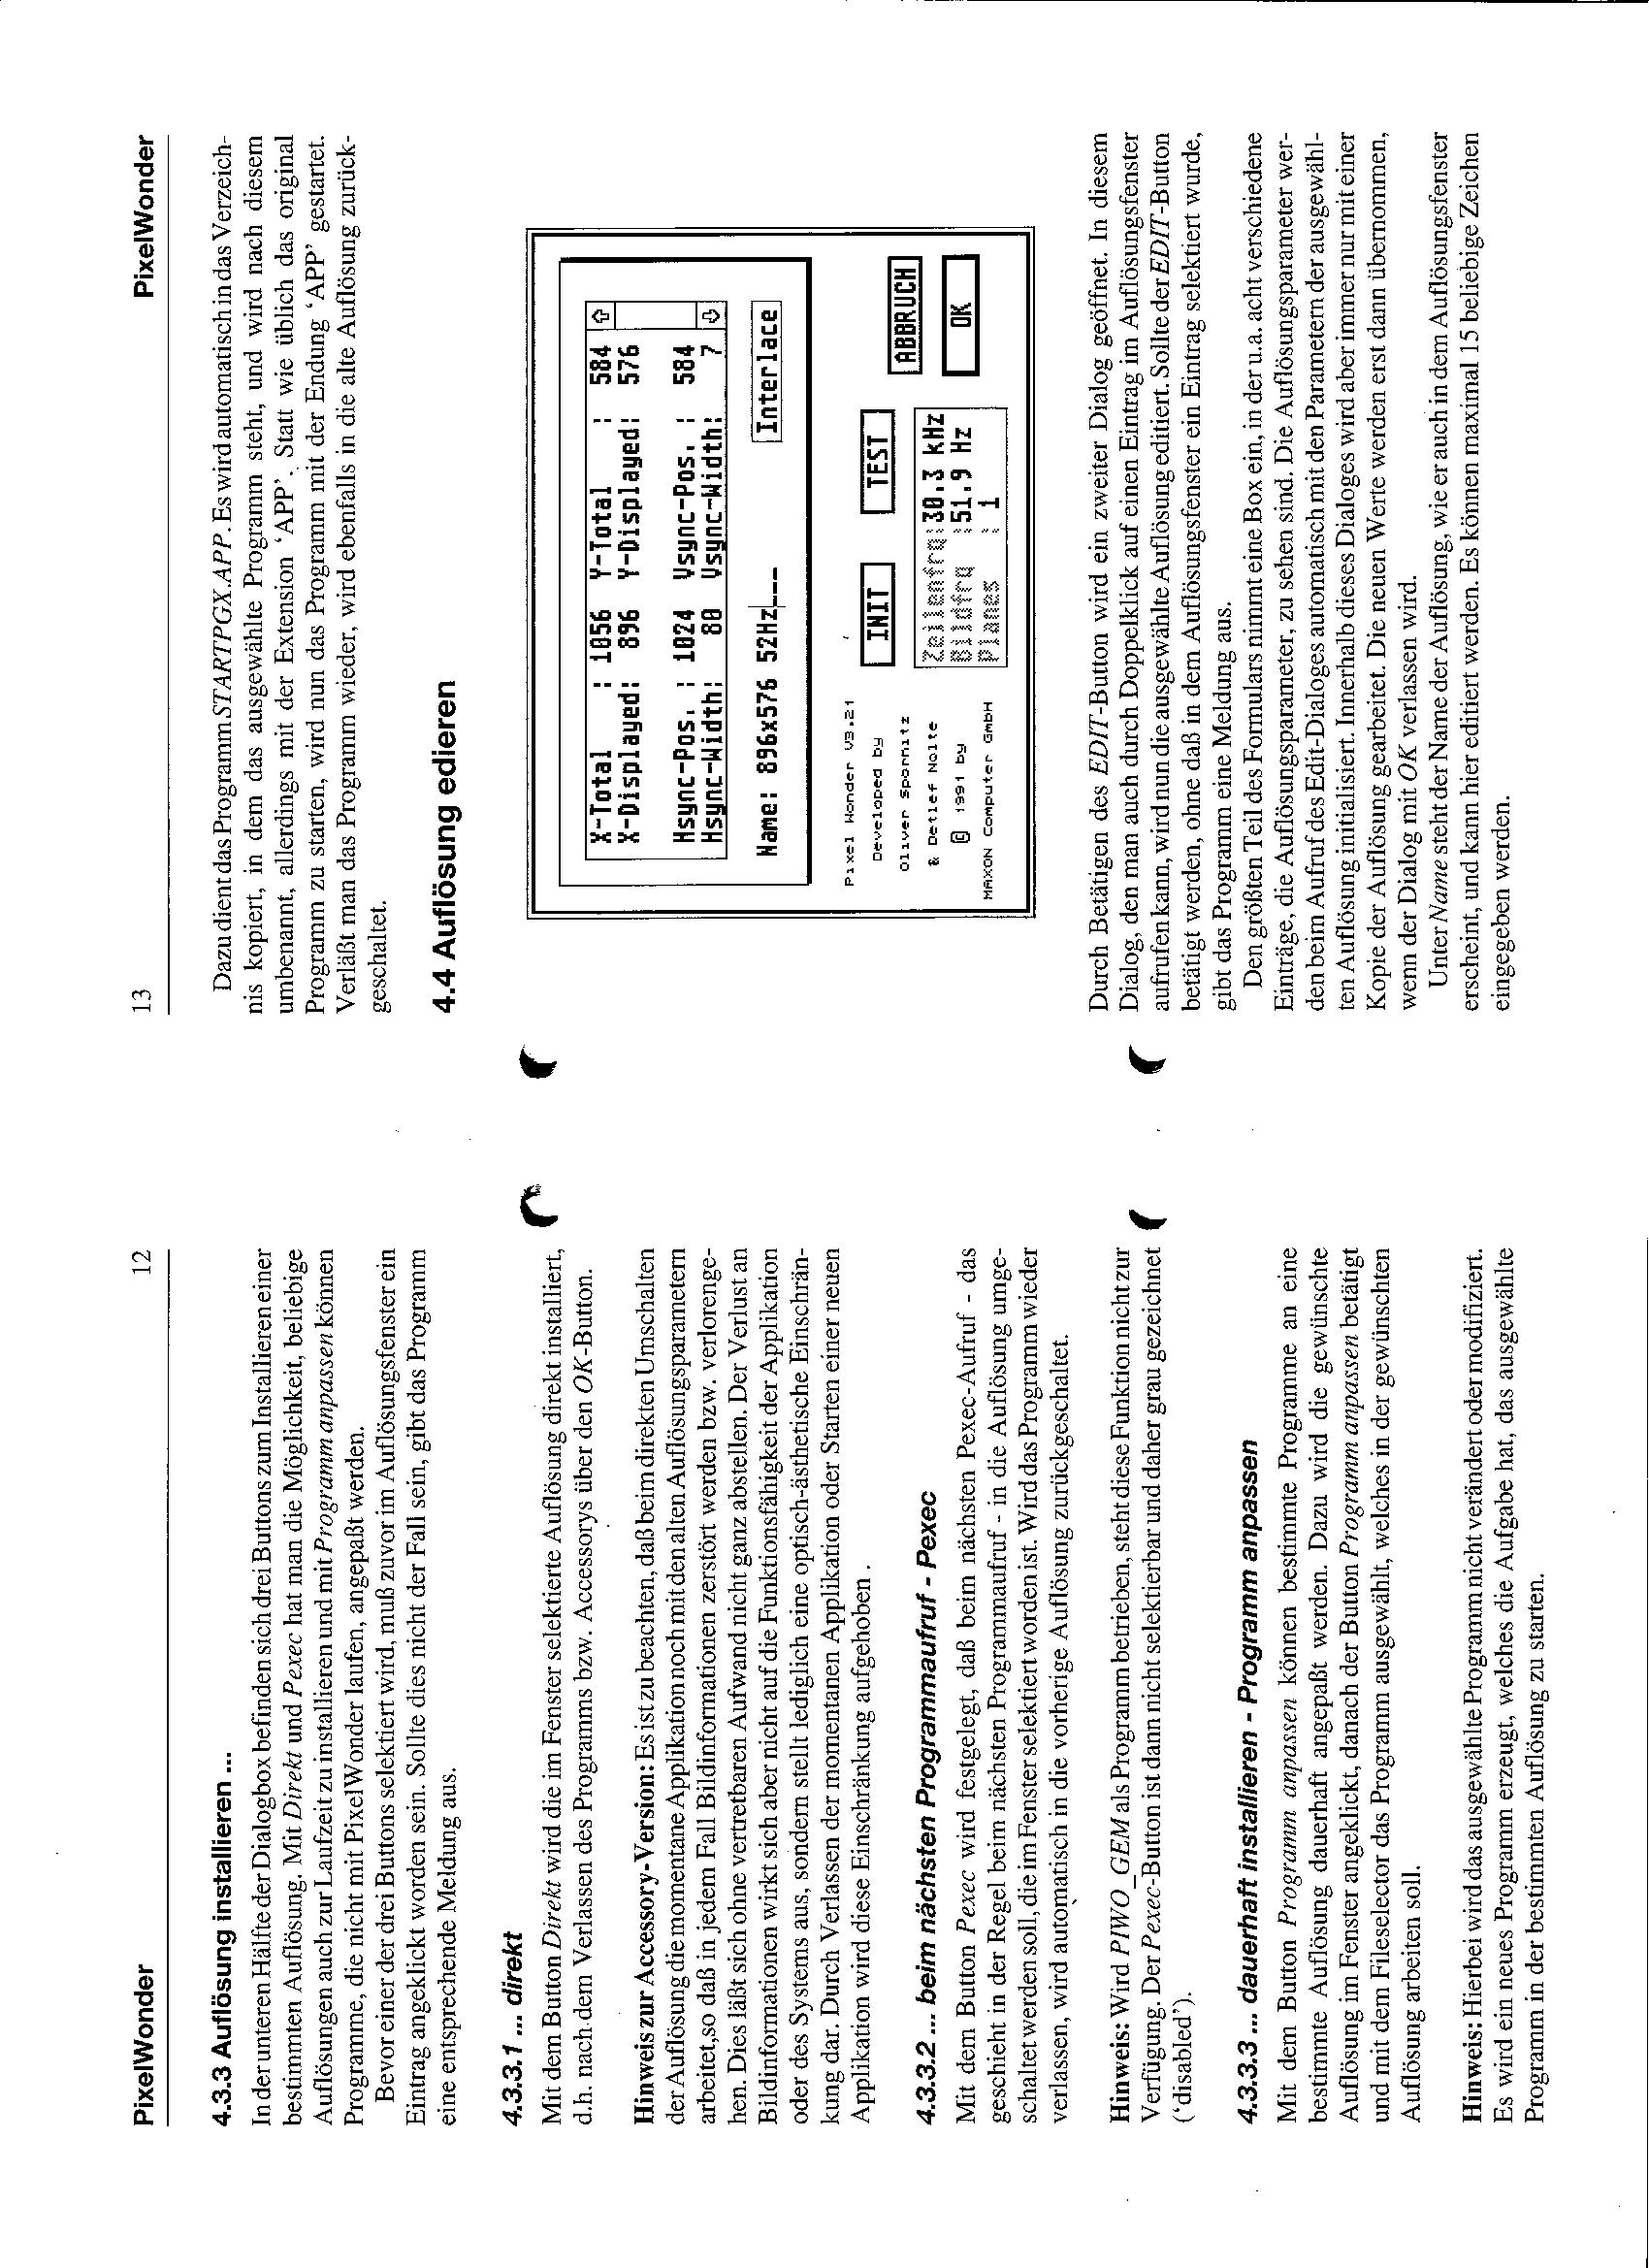 PixelWonder 12
4.3.3 Auflösung installieren ...
In der unteren Hälfte der Dialogbox befinden sich drei Buttons zum Installieren einer
bestimmten Auflösung. Mit Direkt und Pexec hat man die Möglichkeit, beliebige
Auflösungen auch zur Laufzeit zu installieren und mit Programm anpassen können
Programme, die nicht mit PixelWonder laufen, angepaßt werden.
Bevor einer der drei Buttons selektiert wird, muß zuvor im Auflösungsfenster ein
Eintrag angeklickt worden sein. Sollte dies nicht der Fall sein, gibt das Programm
eine entsprechende Meldung aus.
4.3.3.1 ... direkt
Mit dem Button Direkt wird die im Fenster selektierte Auflösung direkt installiert,
d.h. nach dem Verlassen des Programms bzw. Accessorys über den OK-Button.
Hinweis zur Accessory-Version: Es ist zu beachten, daß beim direkten Umschalten
der Auflösung die momentane Applikation noch mit den alten Auflösungsparametern
arbeitet,so daß in jedem Fall Bildinformationen zerstört werden bzw. verlorenge-
hen. Dies läßt sich ohne vertretbaren Aufwand nicht ganz abstellen. Der Verlust an
Bildinformationen wirkt sich aber nicht auf die Funktionsfähigkeit der Applikation
oder des Systems aus, sondern stellt lediglich eine optisch-ästhetische Einschrän-
kung dar. Durch Verlassen der momentanen Applikation oder Starten einer neuen
Applikation wird diese Einschränkung aufgehoben .
4.3.3.2 ... beim nächsten Programmaufruf - Pexec
Mit dem Button Pexec wird festgelegt, daß beim nächsten Pexec-Aufruf - das
geschieht in der Regel beim nächsten Programmaufruf - in die Auflösung umge-
schaltet werden soll, die im Fenster selektiert worden ist. Wird das Programm wieder
verlassen, wird automatisch in die vorherige Auflösung zurückgeschaltet.
Hinweis: Wird PIWO_GEM als Programm betrieben, steht diese Funktion nicht zur
Verfügung. Der Pexec-Button ist dann nicht selektierbar und daher grau gezeichnet
('disabled').
4.3.3.3 ... dauerhaft installieren - Programm anpassen
Mit dem Button Programm anpassen können bestimmte Programme an eine
bestimmte Auflösung dauerhaft angepaßt werden. Dazu wird die gewünschte
Auflösung im Fenster angeklickt, danach der Button Programm anpassen betätigt
und mit dem Fileselector das Programm ausgewählt, welches in der gewünschten
Auflösung arbeiten soll.
Hinweis: Hierbei wird das ausgewählte Programm nicht verändert oder modifiziert.
Es wird ein neues Programm erzeugt, welches die Aufgabe hat, das ausgewählte
Programm in der bestimmten Auflösung zu starten.
13 PixelWonder
Dazu dient das Programm STARTPGX.APP. Es wird automatisch in das Verzeich-
nis kopiert, in dem das ausgewählte Programm steht, und wird nach diesem
umbenannt, allerdings mit der Extension 'APP'. Statt wie üblich das original
Programm zu starten, wird nun das Programm mit der Endung 'APP' gestartet.
Verläßt man das Programm wieder, wird ebenfalls in die alte Auflösung zurück-
geschaltet.
4.4 Auflösung edieren
X-Total : 1056 Y-Total : 584
X-Displayed: 896 Y-Displayed: 576
Hsync-Pos. : 1024 Vsync-Pos. : 584
Hsync-Width: 80 Vsync-Width: 7
Name: 896x576 52Hz___ Interlace
Pixel Wonder V3.21
Developed by
Oliver Spornitz
& Detlef Nolte
© 1991 by
MAXON Computer GmbH
INIT TEST ABBRUCH
Zeilenfrq:30.3 kHz
Bildfrq :51.9 Hz
Planes : 1
OK
Durch Betätigen des EDIT-Button wird ein zweiter Dialog geöffnet. In diesem
Dialog, den man auch durch Doppelklick auf einen Eintrag im Auflösungsfenster
aufrufen kann, wird nun die ausgewählte Auflösung editiert. Sollte der EDIT-Button
betätigt werden, ohne daß in dem Auflösungsfenster ein Eintrag selektiert wurde,
gibt das Programm eine Meldung aus.
Den größten Teil des Formulars nimmt eine Box ein, in der u.a. acht verschiedene
Einträge, die Auflösungsparameter, zu sehen sind. Die Auflösungsparameter wer-
den beim Aufruf des Edit-Dialoges automatisch mit den Parametern der ausgewähl-
ten Auflösung initialisiert. Innerhalb dieses Dialoges wird aber immer nur mit einer
Kopie der Auflösung gearbeitet. Die neuen Werte werden erst dann übernommen,
wenn der Dialog mit OK verlassen wird.
Unter Name steht der Name der Auflösung, wie er auch in dem Auflösungsfenster
erscheint, und kann hier editiert werden. Es können maximal 15 beliebige Zeichen
eingegeben werden.